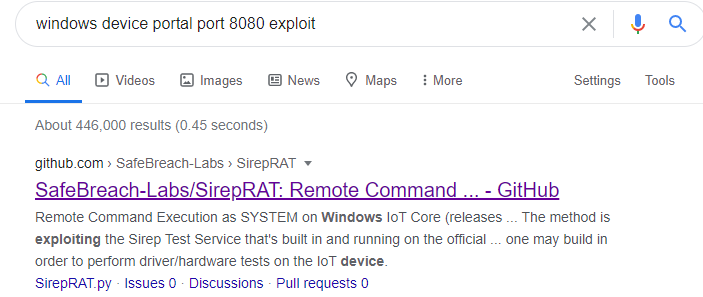 windows device portal port 8080 exploit
All Videos Images News Maps More Settings Tools
About 446,000 results (0.45 seconds)
github.com › SafeBreach-Labs › SirepRAT
SafeBreach-Labs/SirepRAT: Remote Command ... - GitHub
Remote Command Execution as SYSTEM on Windows IoT Core (releases ... The method is
exploiting the Sirep Test Service that's built in and running on the official ... one may build in
order to perform driver/hardware tests on the IoT device.
SirepRAT.py · Issues 0 · Discussions · Pull requests 0